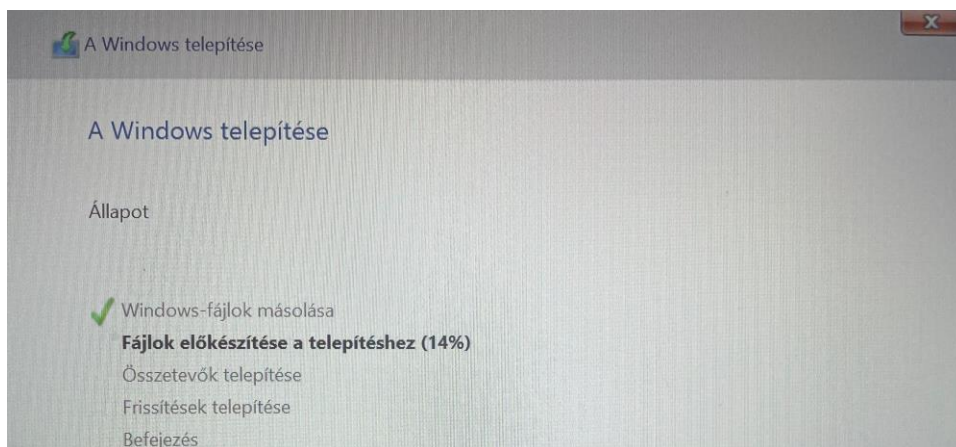 A Windows telepítése
A Windows telepítése
Állapot
Windows-fájlok másolása
Fájlok előkészítése a telepítéshez (14%)
Összetevők telepítése
Frissítések telepítése
Befejezés